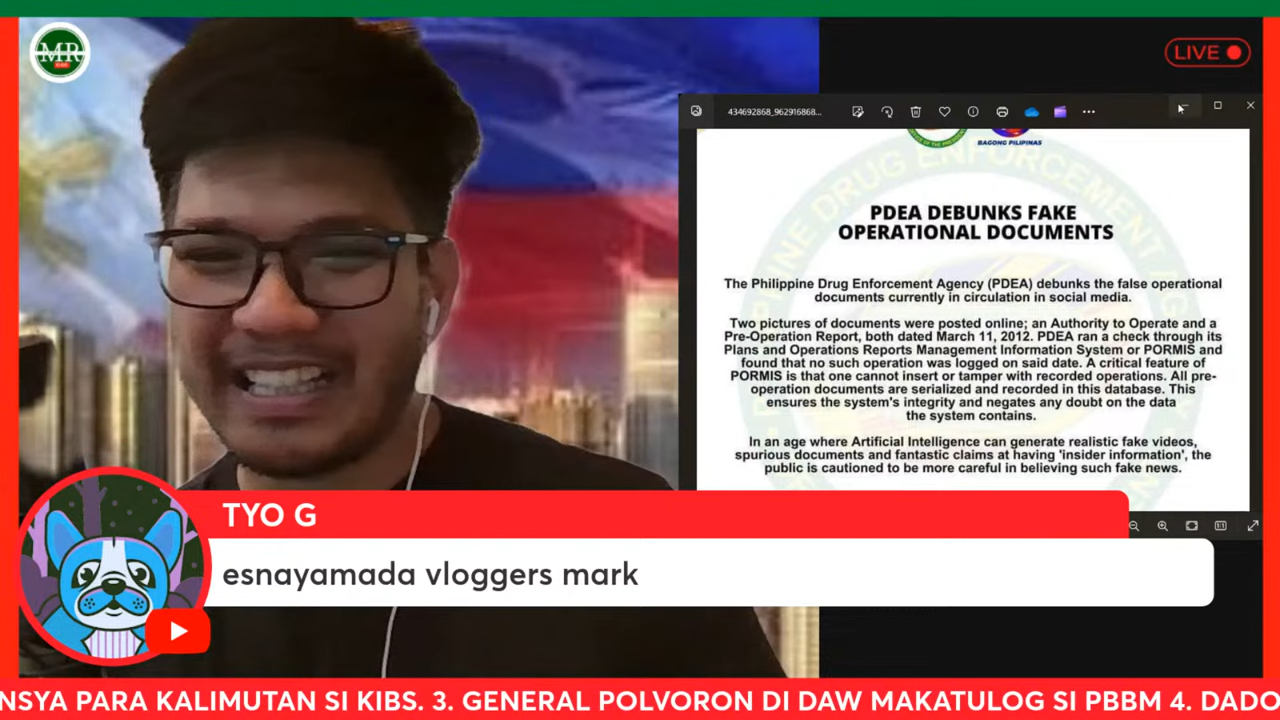 MR
LIVE
434692868_962916868...
BAGONG PILIPINAS
PDEA DEBUNKS FAKE
OPERATIONAL DOCUMENTS
The Philippine Drug Enforcement Agency (PDEA) debunks the false operational
documents currently in circulation in social media.
Two pictures of documents were posted online; an Authority to Operate and a
Pre-Operation Report, both dated March 11, 2012. PDEA ran a check through its
Plans and Operations Reports Management Information System or PORMIS and
found that no such operation was logged on said date. A critical feature of
PORMIS is that one cannot insert or tamper with recorded operations. All pre-
operation documents are serialized and recorded in this database. This
ensures the system's integrity and negates any doubt on the data
the system contains.
In an age where Artificial Intelligence can generate realistic fake videos,
spurious documents and fantastic claims at having 'insider information', the
public is cautioned to be more careful in believing such fake news.
TYO G
esnayamada vloggers mark
NSYA PARA KALIMUTAN SI KIBS. 3. GENERAL POLVORON DI DAW MAKATULOG SI PBBM 4. DADO